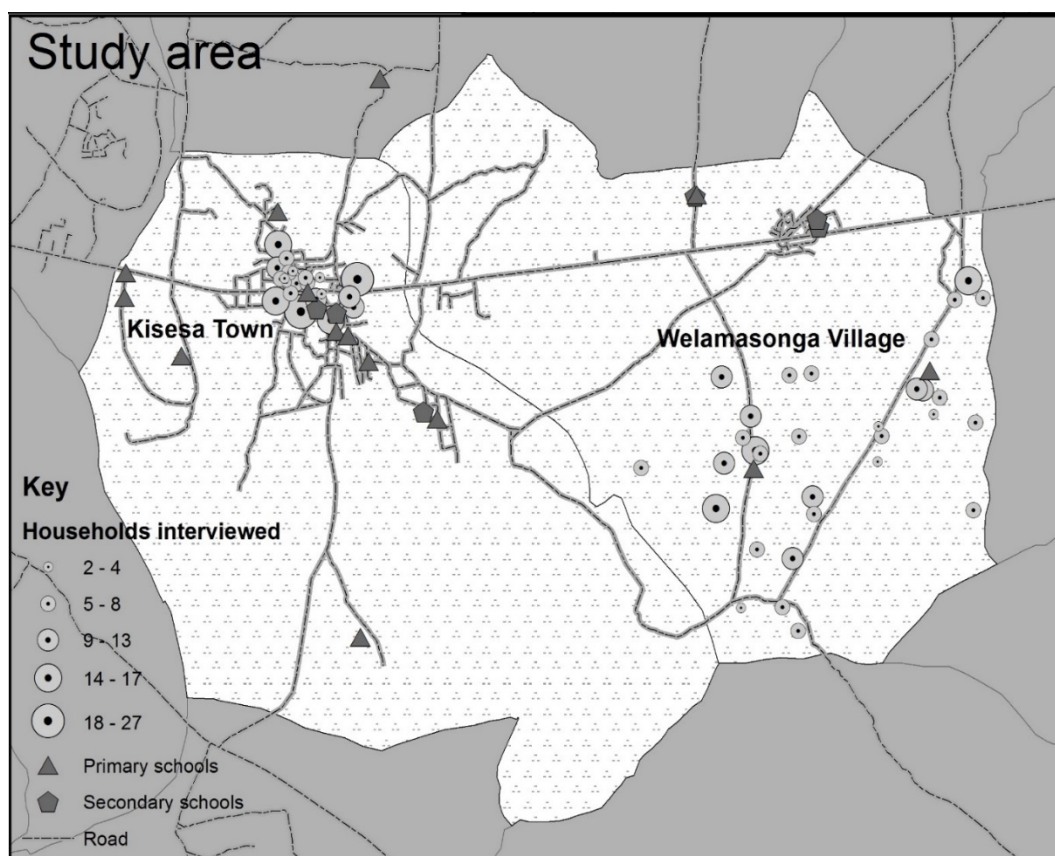 Study area
Kisesa Town
Welamasonga Village
Key
Households interviewed
2 - 4
5 - 8
9 - 13
14 - 17
18 - 27
Primary schools
Secondary schools
Road